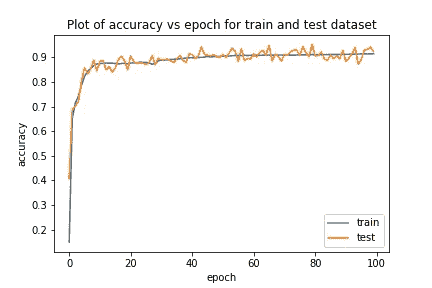 Plot of accuracy vs epoch for train and test dataset
accuracy
0.9
0.8
0.7
0.6
0.5
0.4
0.3
0.2
0 20 40 60 80 100
epoch
train
test